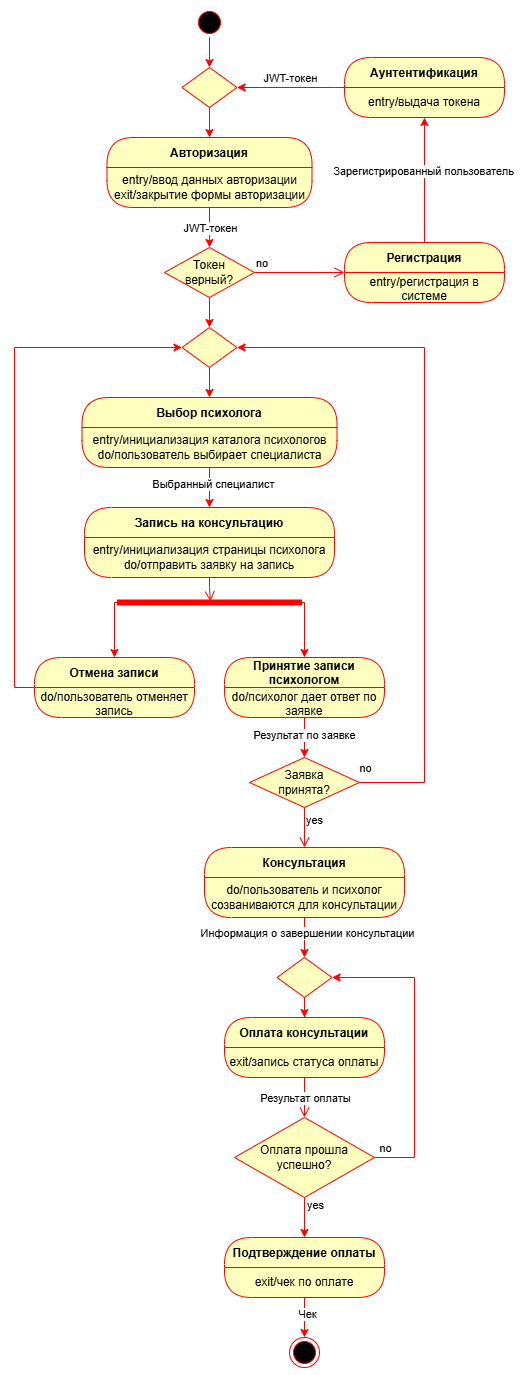 JWT-токен
Аунтентификация
entry/выдача токена
Авторизация
entry/ввод данных авторизации
exit/закрытие формы авторизации
Зарегистрированный пользователь
JWT-токен
Токен
верный?
no
Регистрация
entry/регистрация в
системе
Выбор психолога
entry/инициализация каталога психологов
do/пользователь выбирает специалиста
Выбранный специалист
Запись на консультацию
entry/инициализация страницы психолога
do/отправить заявку на запись
Отмена записи
do/пользователь отменяет
запись
Принятие записи
психологом
do/психолог дает ответ по
заявке
Результат по заявке
Заявка
принята?
no
yes
Консультация
do/пользователь и психолог
созваниваются для консультации
Информация о завершении консультации
Оплата консультации
exit/запись статуса оплаты
Результат оплаты
Оплата прошла
успешно?
no
yes
Подтверждение оплаты
exit/чек по оплате
Чек